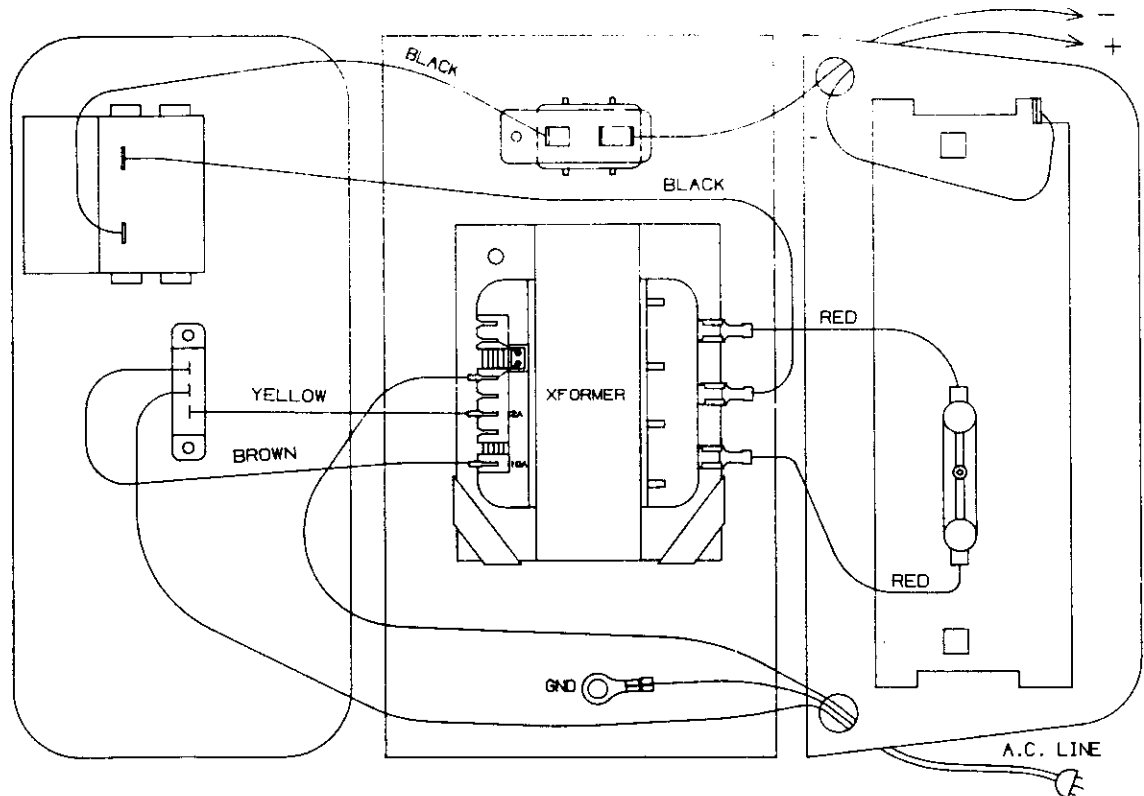 −
+
BLACK
-
BLACK
RED
XFORMER
YELLOW
BROWN
RED
GND
A.C. LINE